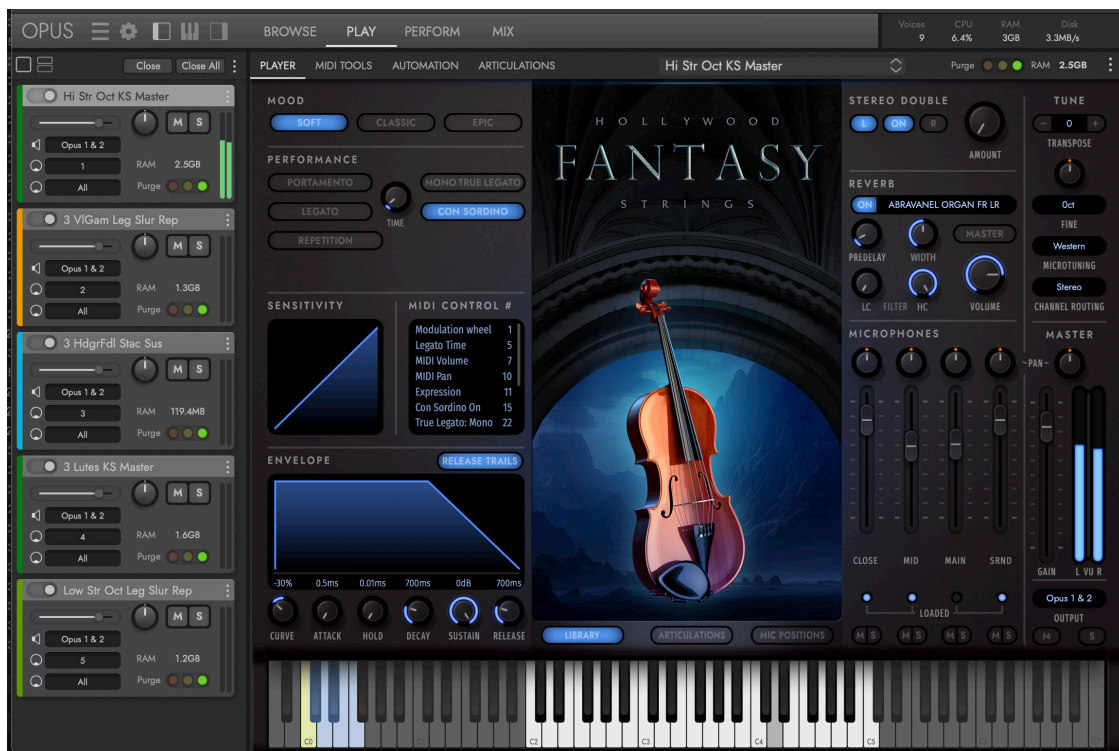 OPUS
BROWSE PLAY PERFORM MIX
Voices CPU RAM Disk
9 6.4% 3GB 3.3MB/s
Close Close All
PLAYER MIDI TOOLS AUTOMATION ARTICULATIONS Hi Str Oct KS Master Purge RAM 2.5GB
Hi Str Oct KS Master
M S
Opus 1 & 2
1 RAM 2.5GB
All Purge
3 VlGam Leg Slur Rep
M S
Opus 1 & 2
2 RAM 1.3GB
All Purge
3 HdgrFdl Stac Sus
M S
Opus 1 & 2
3 RAM 119.4MB
All Purge
3 Lutes KS Master
M S
Opus 1 & 2
4 RAM 1.6GB
All Purge
Low Str Oct Leg Slur Rep
M S
Opus 1 & 2
5 RAM 1.2GB
All Purge
MOOD
SOFT CLASSIC EPIC
PERFORMANCE
PORTAMENTO MONO TRUE LEGATO
LEGATO TIME CON SORDINO
REPETITION
SENSITIVITY
MIDI CONTROL #
Modulation wheel 1
Legato Time 5
MIDI Volume 7
MIDI Pan 10
Expression 11
Con Sordino On 15
True Legato: Mono 22
ENVELOPE RELEASE TRAILS
-30% 0.5ms 0.01ms 700ms 0dB 700ms
CURVE ATTACK HOLD DECAY SUSTAIN RELEASE
HOLLYWOOD
FANTASY
STRINGS
LIBRARY ARTICULATIONS MIC POSITIONS
STEREO DOUBLE
L ON R
AMOUNT
REVERB
ON ABRAVANEL ORGAN FR LR
MASTER
PREDELAY WIDTH
LC FILTER HC VOLUME
MICROPHONES
-PAN-
CLOSE MID MAIN SRND
LOADED
M S M S M S M S
TUNE
- 0 +
TRANSPOSE
0ct
FINE
Western
MICROTUNING
Stereo
CHANNEL ROUTING
MASTER
GAIN L VU R
Opus 1 & 2
OUTPUT
M S
C0 C2 C3 C4 C5